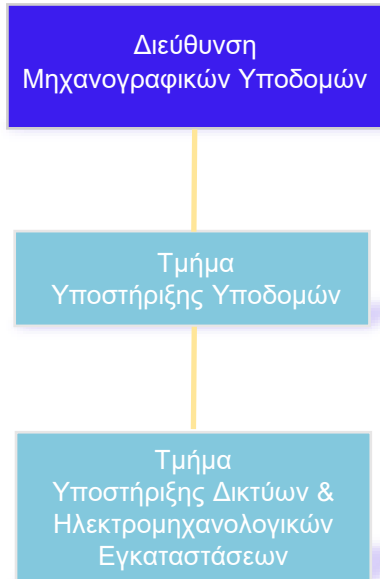 Διεύθυνση
Μηχανογραφικών Υποδομών
Τμήμα
Υποστήριξης Υποδομών
Τμήμα
Υποστήριξης Δικτύων &
Ηλεκτρομηχανολογικών
Εγκαταστάσεων